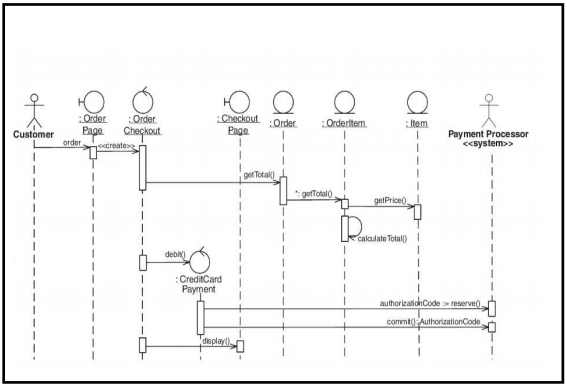 Customer
: Order
Page
: Order
Checkout
: Checkout
Page
: Order
: OrderItem
: Item
Payment Processor
<<system>>
order
<<create>>
getTotal()
*: getTotal()
getPrice()
calculateTotal()
debit()
: CreditCard
Payment
authorizationCode := reserve()
commit(): AuthorizationCode
display()